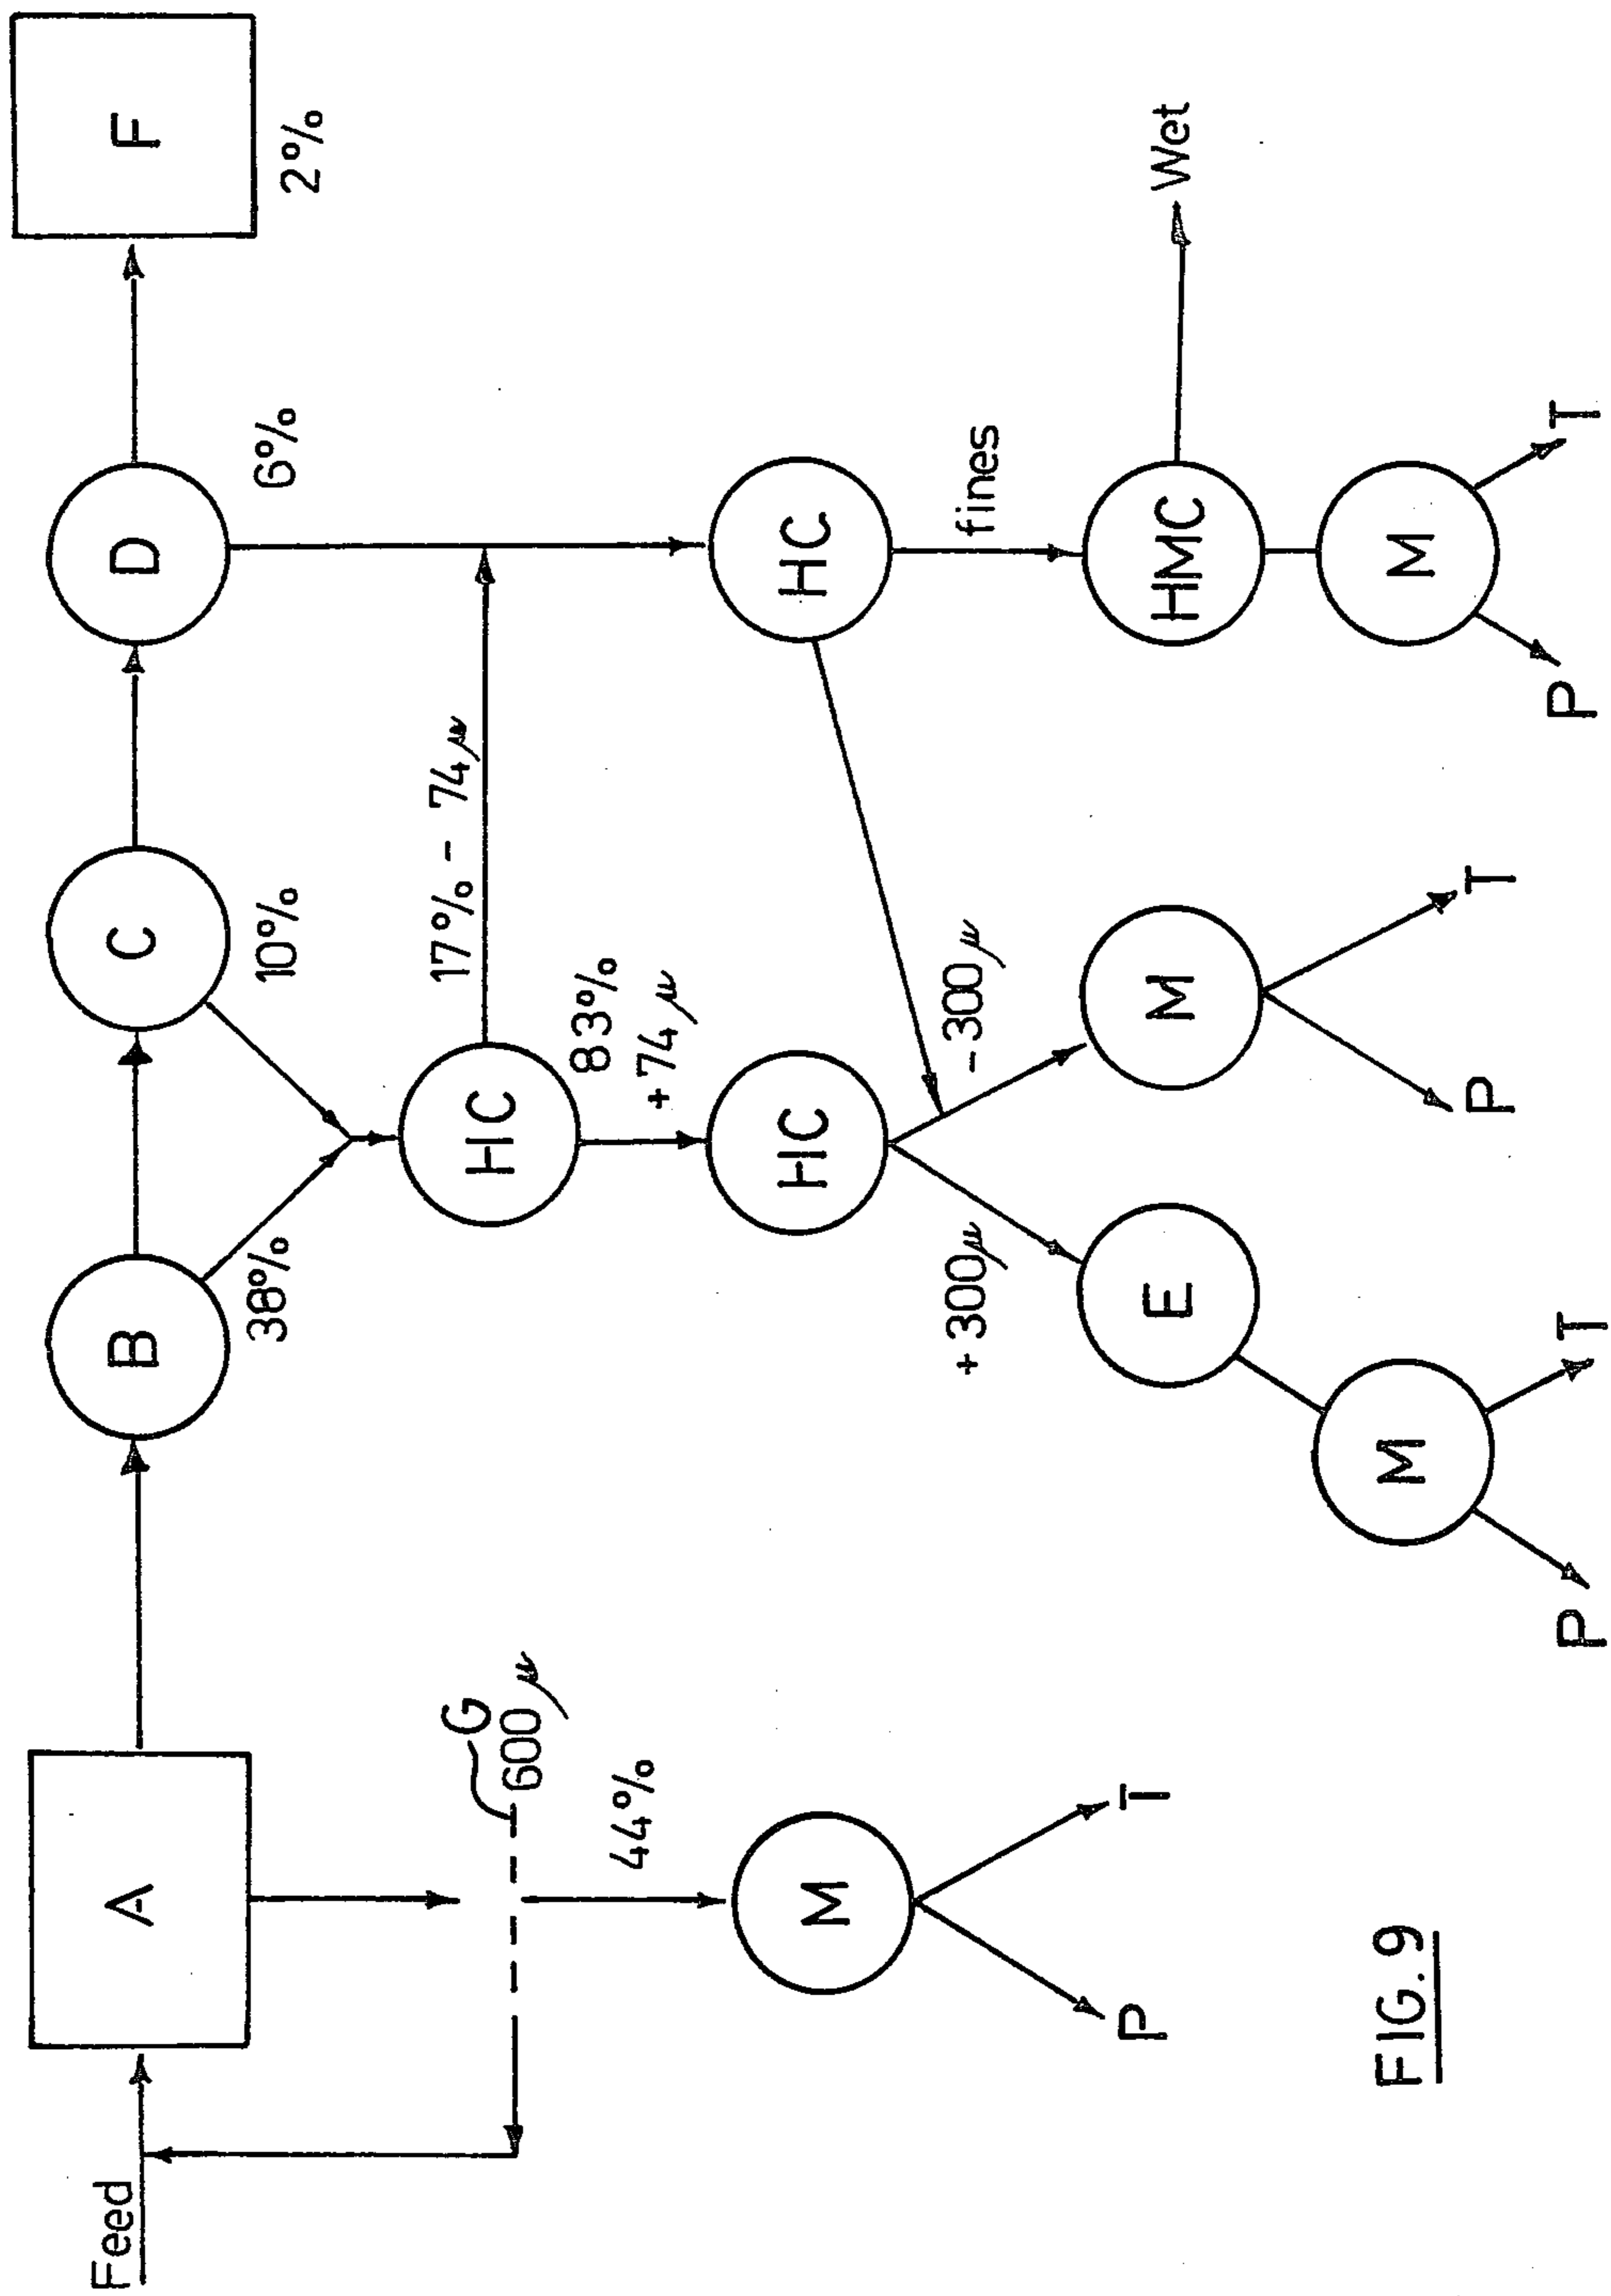 Feed
A
B
C
D
F
38%
10%
6%
2%
G
600μ
44%
M
P
T
HC
17% - 74μ
83%
+74μ
HC
HC
+300μ
-300μ
fines
E
M
HMC
Wet
M
P
T
P
T
M
P
T
FIG. 9